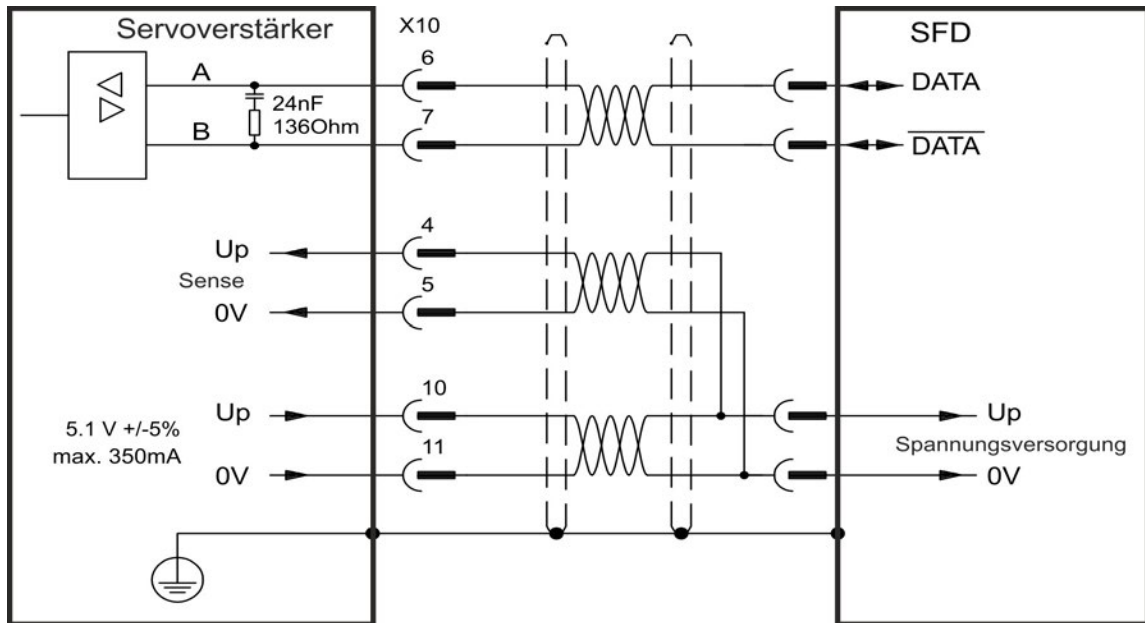 Servoverstärker
X10
SFD
A
6
DATA
24nF
136Ohm
B
7
DATA
Up
4
Sense
0V
5
Up
10
Up
5.1 V +/-5%
max. 350mA
Spannungsversorgung
0V
11
0V